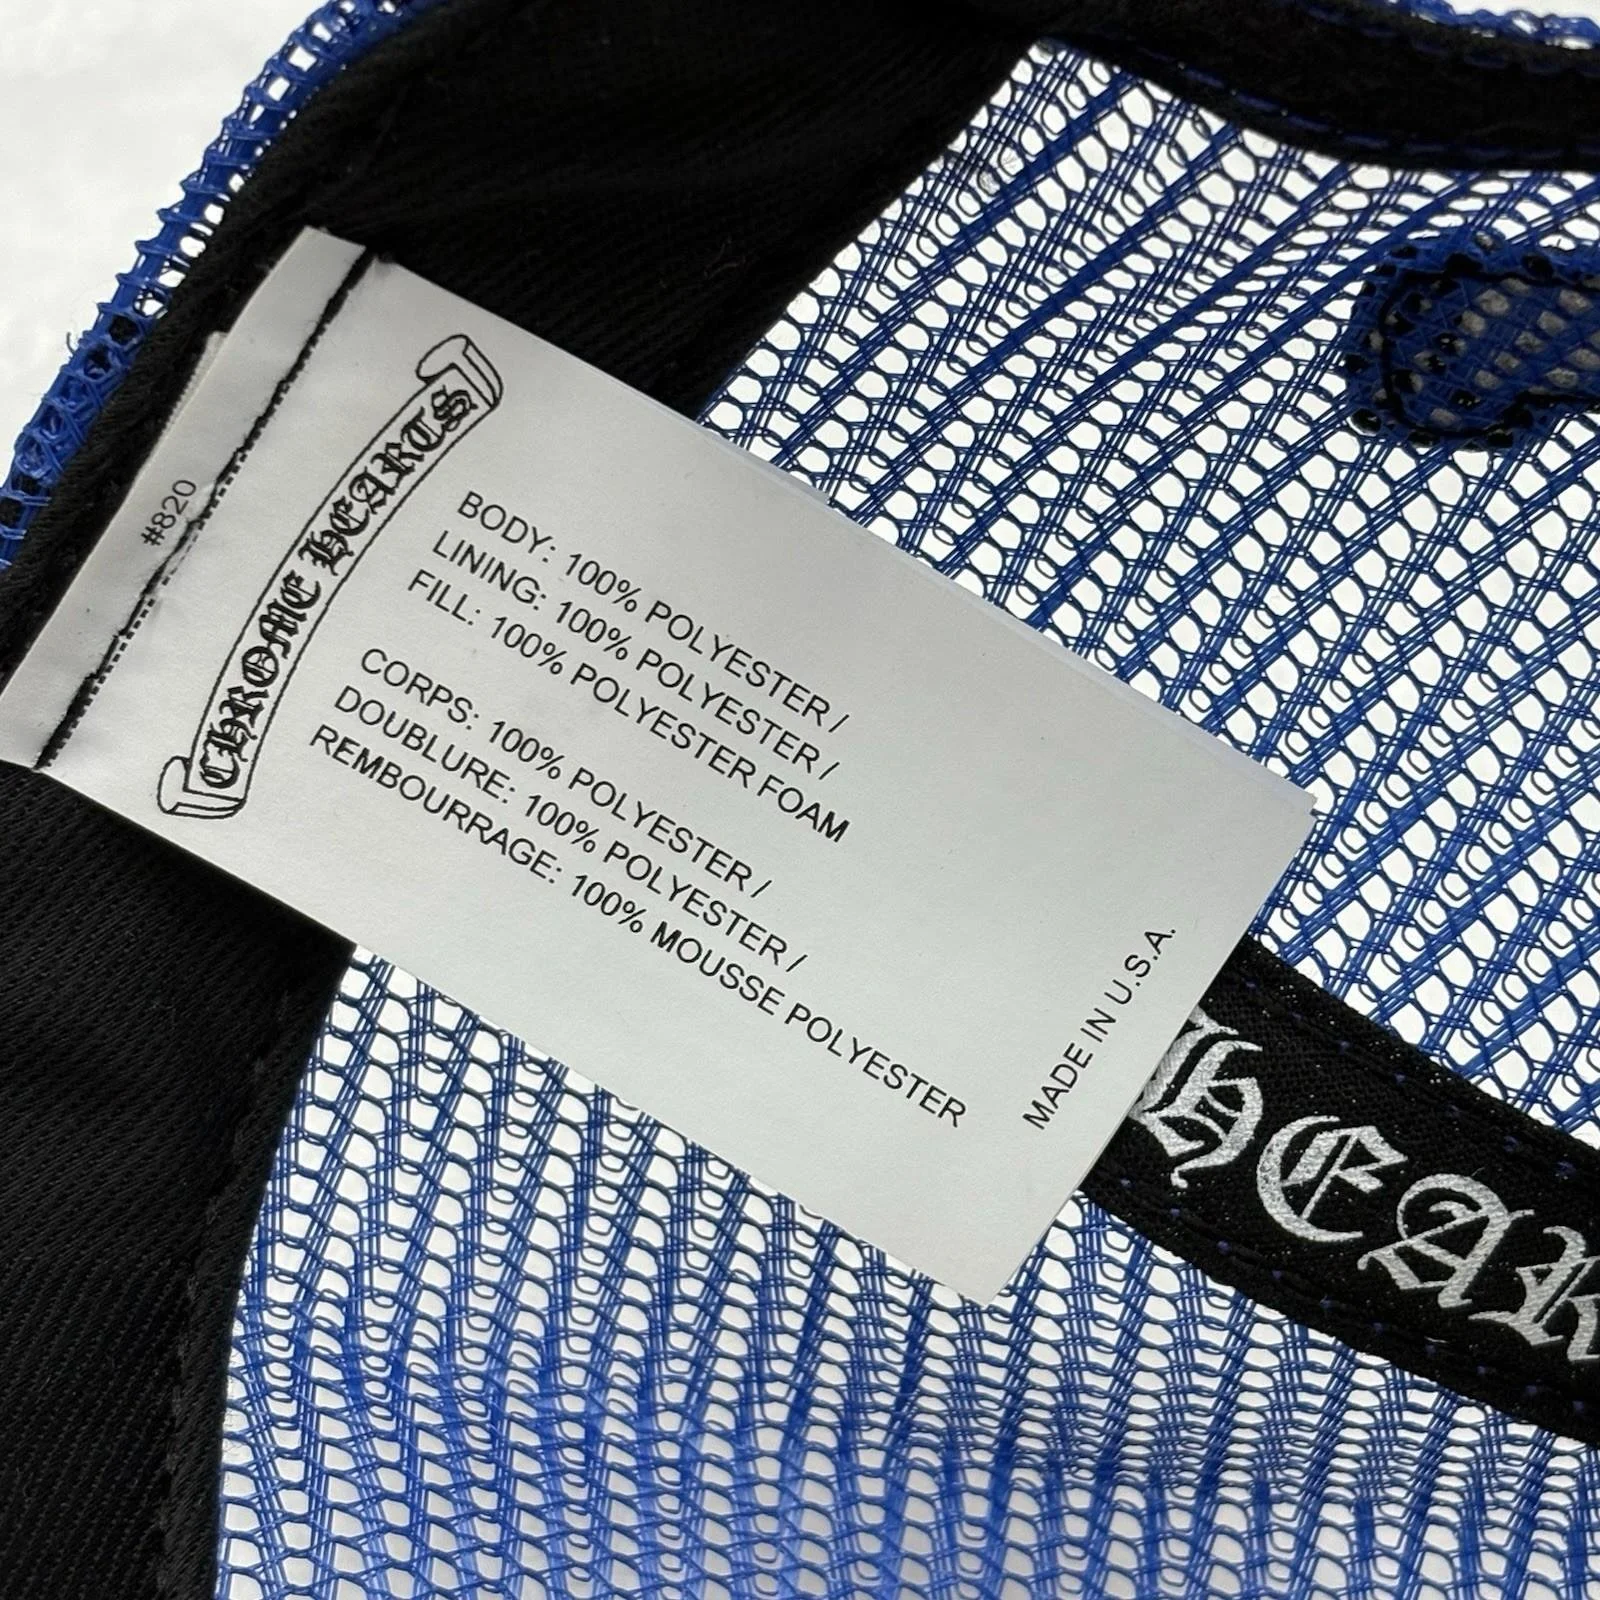 #820
CHROME HEARTS
BODY: 100% POLYESTER /
LINING: 100% POLYESTER /
FILL: 100% POLYESTER FOAM
CORPS: 100% POLYESTER /
DOUBLURE: 100% POLYESTER /
REMBOURRAGE: 100% MOUSSE POLYESTER
MADE IN U.S.A.
HEAR